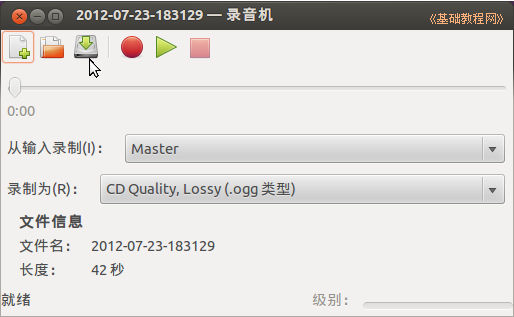 2012-07-23-183129 — 录音机
《基础教程网》
0:00
从输入录制(I)： Master
录制为(R)： CD Quality, Lossy (.ogg 类型)
文件信息
文件名： 2012-07-23-183129
长度： 42 秒
就绪 级别：